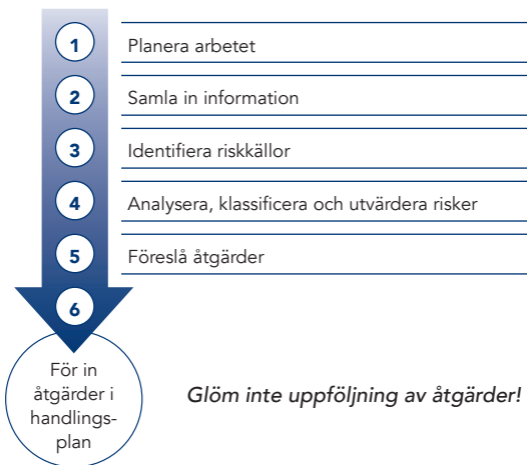 1 Planera arbetet
2 Samla in information
3 Identifiera riskkällor
4 Analysera, klassificera och utvärdera risker
5 Föreslå åtgärder
6
För in
åtgärder i
handlings-
plan
Glöm inte uppföljning av åtgärder!